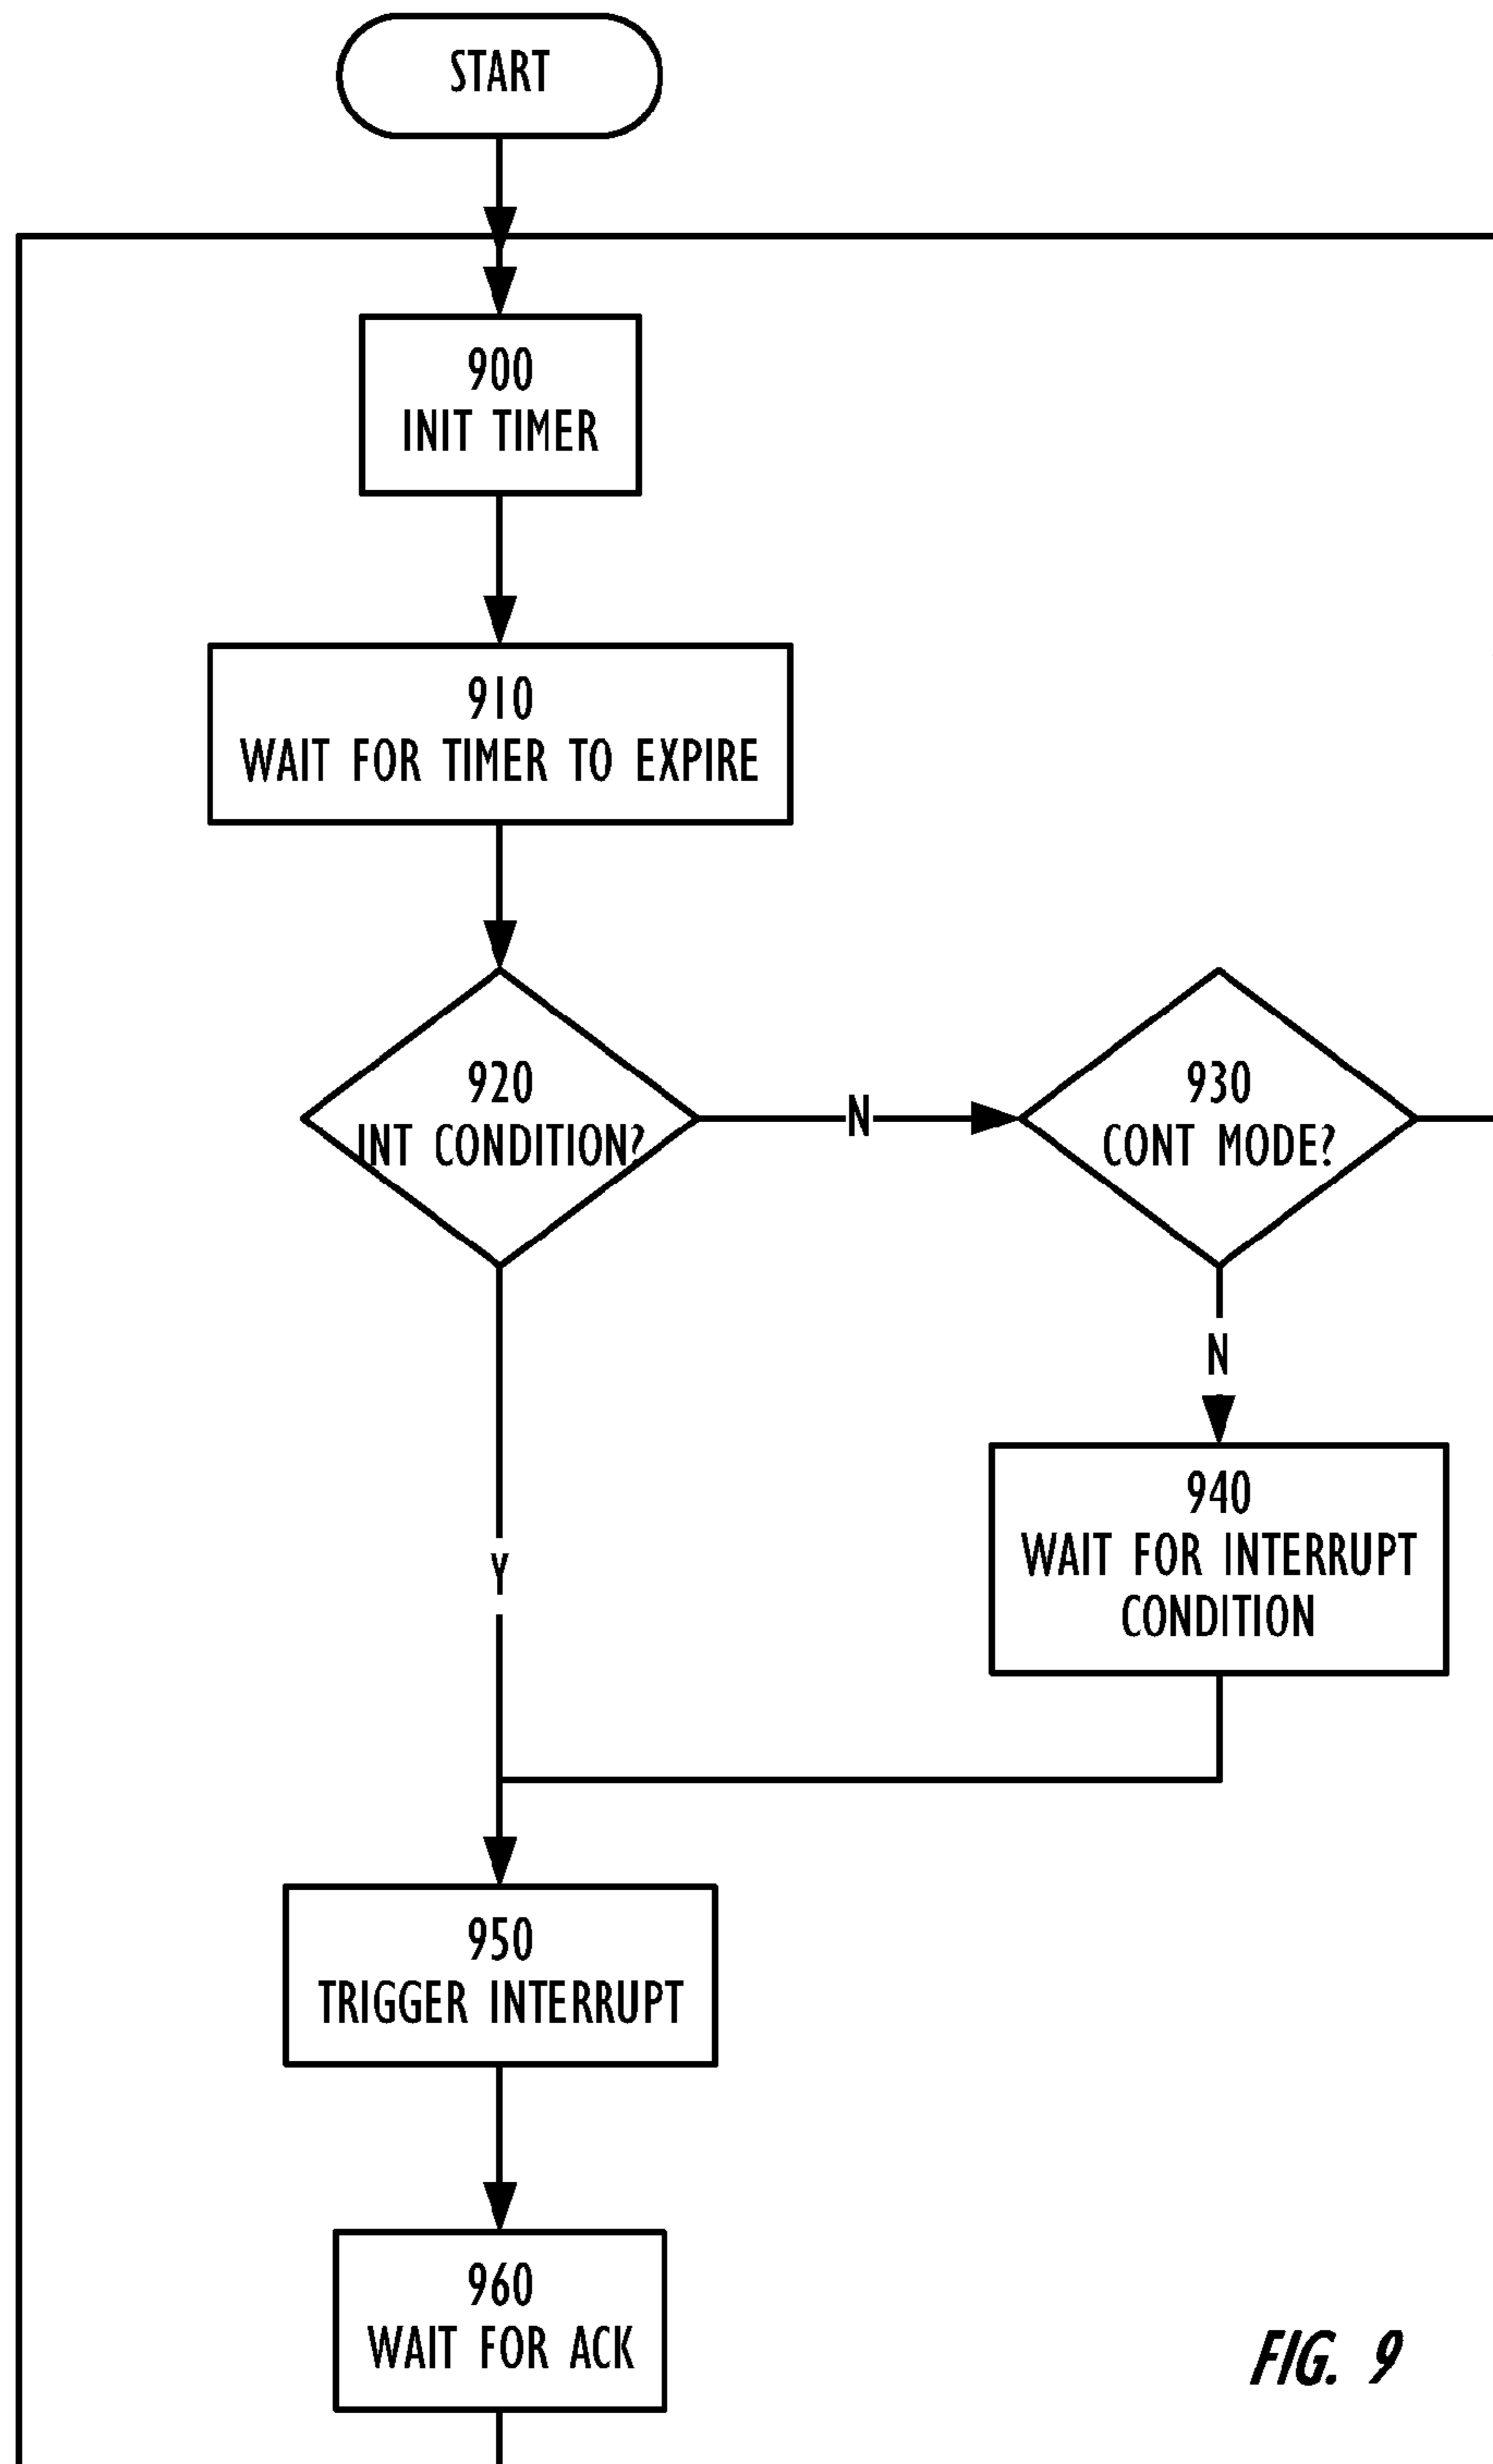 START
900
INIT TIMER
910
WAIT FOR TIMER TO EXPIRE
920
INT CONDITION?
N
930
CONT MODE?
N
940
WAIT FOR INTERRUPT
CONDITION
Y
950
TRIGGER INTERRUPT
960
WAIT FOR ACK
FIG. 9